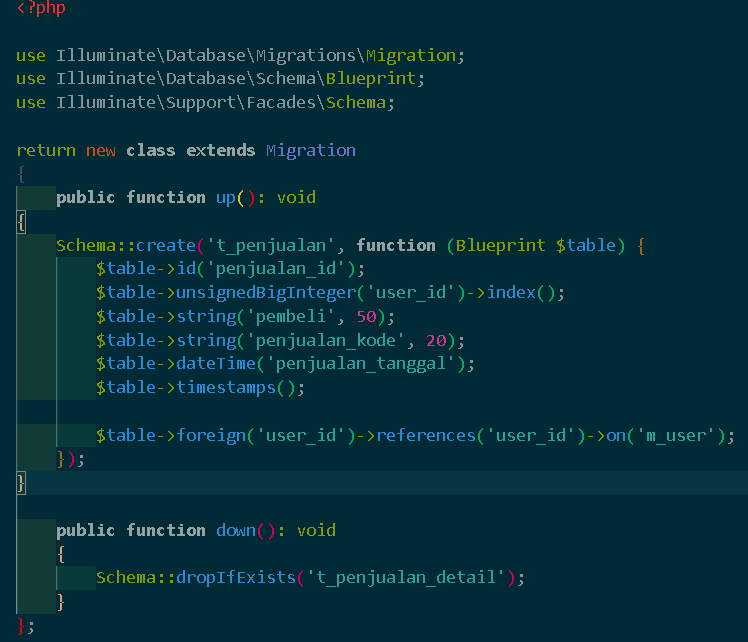 <?php
use Illuminate\Database\Migrations\Migration;
use Illuminate\Database\Schema\Blueprint;
use Illuminate\Support\Facades\Schema;
return new class extends Migration
{
public function up(): void
{
Schema::create('t_penjualan', function (Blueprint $table) {
$table->id('penjualan_id');
$table->unsignedBigInteger('user_id')->index();
$table->string('pembeli', 50);
$table->string('penjualan_kode', 20);
$table->dateTime('penjualan_tanggal');
$table->timestamps();
$table->foreign('user_id')->references('user_id')->on('m_user');
});
}
public function down(): void
{
Schema::dropIfExists('t_penjualan_detail');
}
};